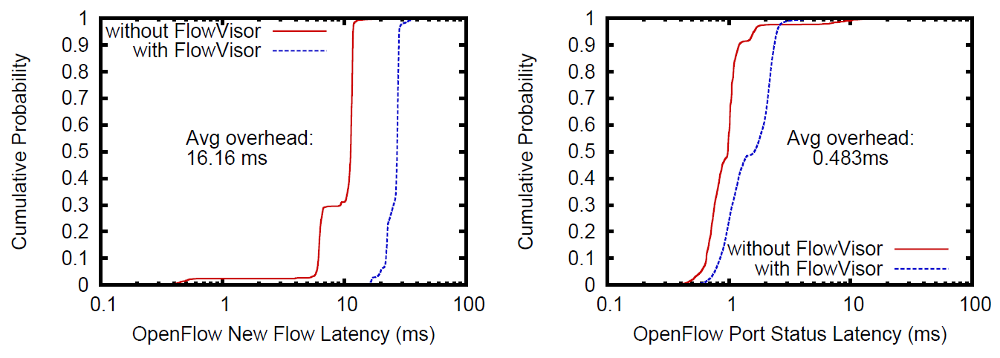 1
0.9
0.8
0.7
0.6
0.5
0.4
0.3
0.2
0.1
0
Cumulative Probability
without FlowVisor
with FlowVisor
Avg overhead:
16.16 ms
0.1
1
10
100
OpenFlow New Flow Latency (ms)
1
0.9
0.8
0.7
0.6
0.5
0.4
0.3
0.2
0.1
0
Cumulative Probability
Avg overhead:
0.483ms
without FlowVisor
with FlowVisor
0.1
1
10
100
OpenFlow Port Status Latency (ms)